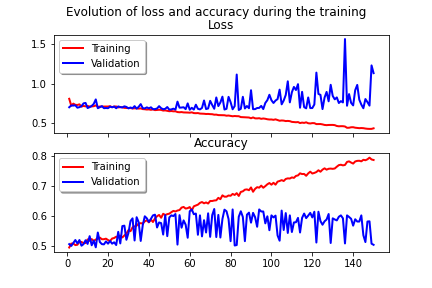 Evolution of loss and accuracy during the training
Loss
1.5
1.0
0.5
Training
Validation
Accuracy
0.8
0.7
0.6
0.5
Training
Validation
0 20 40 60 80 100 120 140